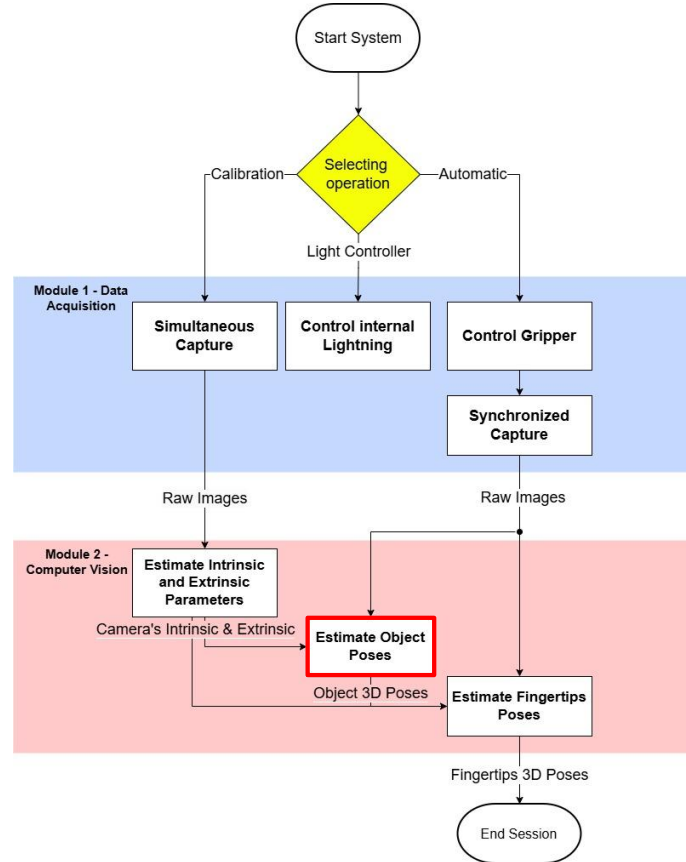 Start System
Selecting
operation
Calibration
Automatic
Light Controller
Module 1 - Data
Acquisition
Simultaneous
Capture
Control internal
Lightning
Control Gripper
Synchronized
Capture
Raw Images
Raw Images
Module 2 -
Computer Vision
Estimate Intrinsic
and Extrinsic
Parameters
Camera's Intrinsic & Extrinsic
Estimate Object
Poses
Object 3D Poses
Estimate Fingertips
Poses
Fingertips 3D Poses
End Session